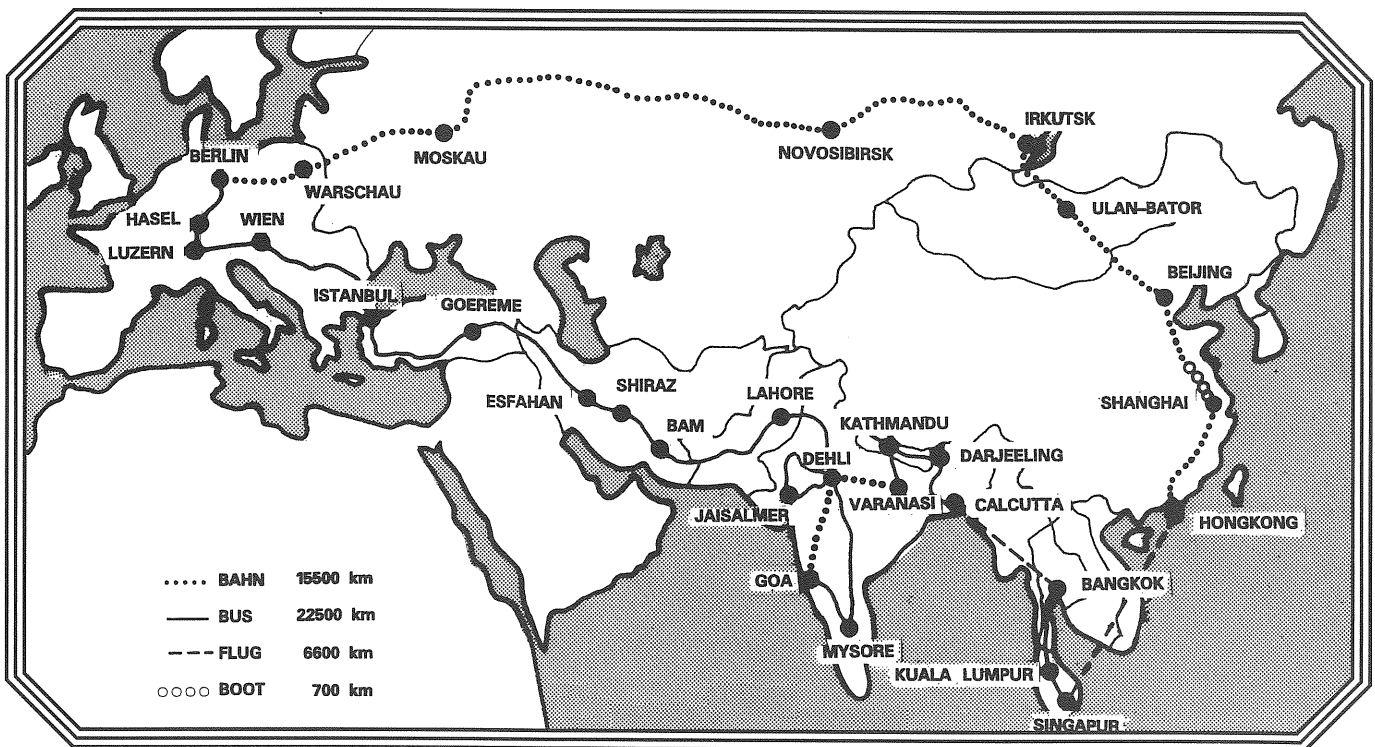 IRKUTSK
BERLIN
MOSKAU
NOVOSIBIRSK
WARSCHAU
HASEL
WIEN
ULAN-BATOR
LUZERN
BEIJING
ISTANBUL
GOEREME
SHIRAZ
LAHORE
ESFAHAN
SHANGHAI
BAM
KATHMANDU
DEHLI
DARJEELING
JAISALMER
VARANASI
CALCUTTA
HONGKONG
GOA
BANGKOK
MYSORE
KUALA LUMPUR
SINGAPUR
BAHN 15500 km
BUS 22500 km
FLUG 6600 km
BOOT 700 km